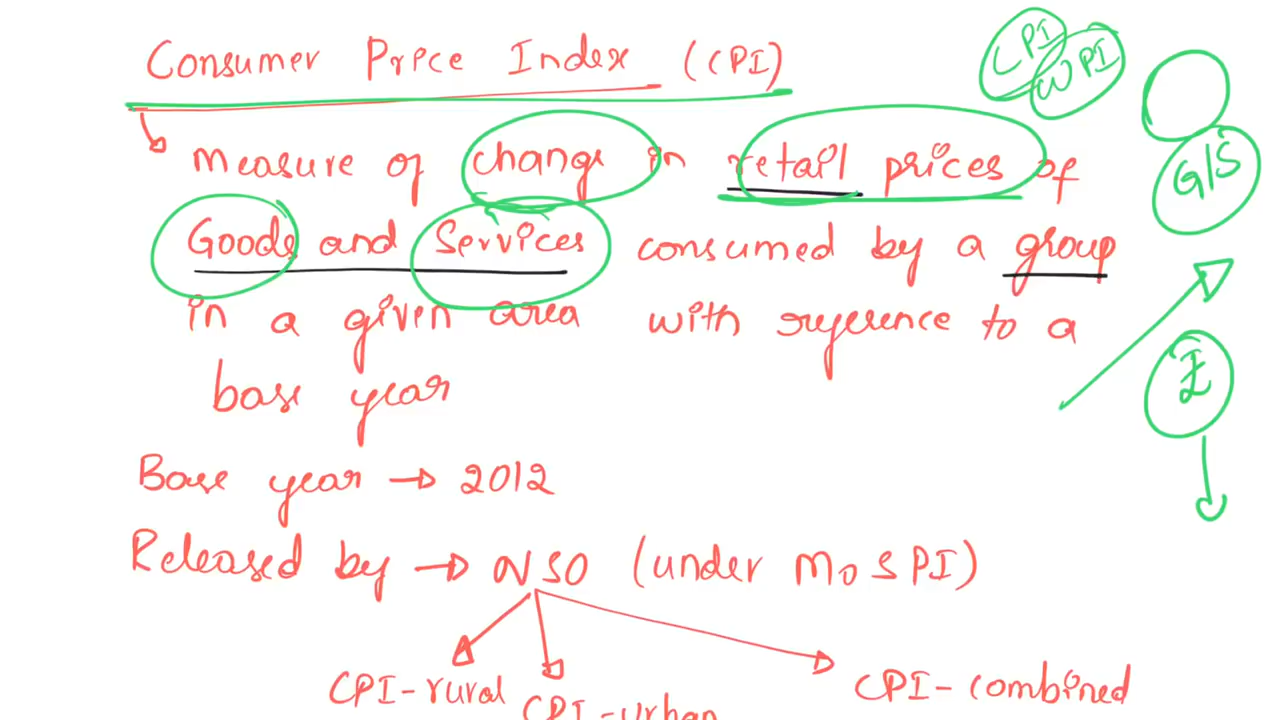 Consumer Price Index (CPI)
CPI
WPI
measure of change in retail prices of
G/S
Goods and Services consumed by a group
in a given area with reference to a
base year
Base year → 2012
Released by → NSO (under MoSPI)
CPI-rural
CPI-urban
CPI-combined